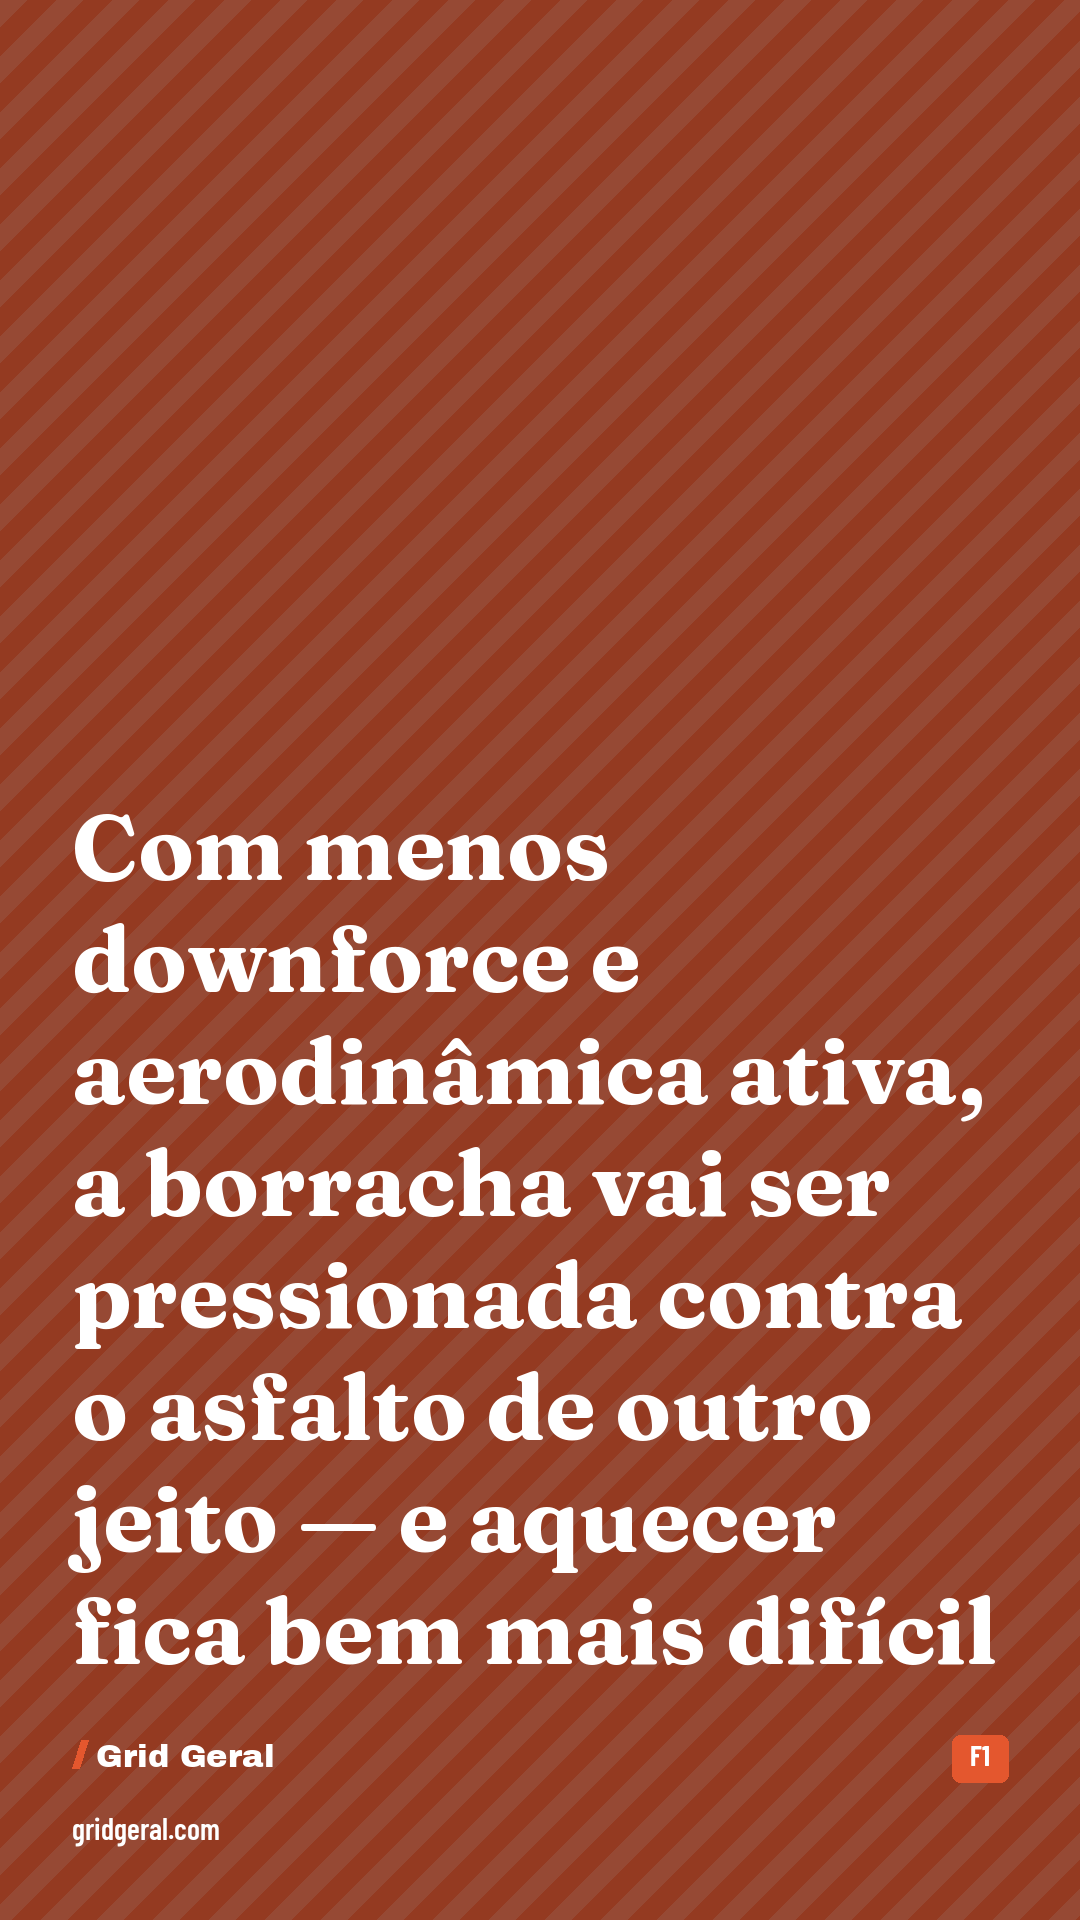 Com menos
downforce e
aerodinâmica ativa,
a borracha vai ser
pressionada contra
o asfalto de outro
jeito — e aquecer
fica bem mais difícil
/ Grid Geral
F1
gridgeral.com